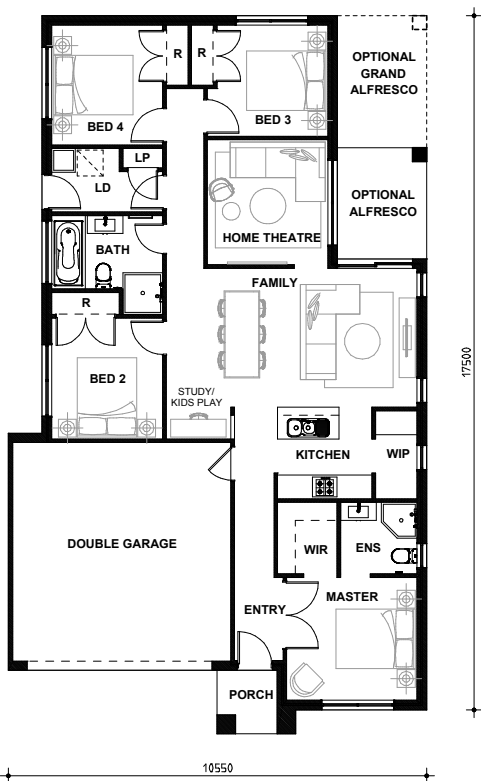 R
R
OPTIONAL
GRAND
ALFRESCO
BED 4
BED 3
LP
LD
OPTIONAL
ALFRESCO
HOME THEATRE
BATH
FAMILY
R
17500
BED 2
STUDY/
KIDS PLAY
KITCHEN
WIP
DOUBLE GARAGE
WIR
ENS
MASTER
ENTRY
PORCH
10550